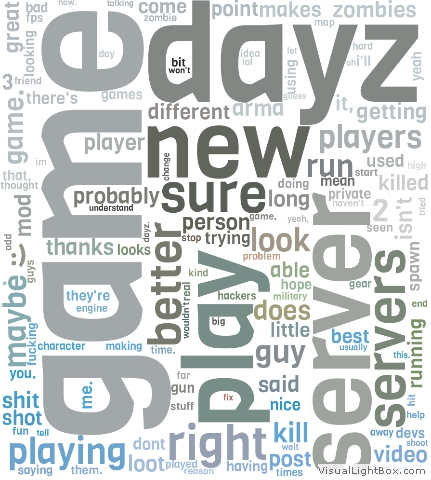 great
bad
fps
looking
now.
talking
zombie
come
point
makes
zombies
game
dayz
day
idea
lol
using
let
map
guess
hard
oh
i'll
yeah
3
friend
there's
games
different
arma
it,
getting
bit
won't
game.
im
that,
thought
player
new
change
players
run
start
used
high
mean
doing
private
killed
haven't
probably
understand
sure
long
mod
thanks
looks
dayz.
person
stop
trying
game,
yeah,
look
2
seen
isn't
tried
spawn
:)
add
guys
maybe
fucking
better
kind
problem
able
hope
gear
hackers
military
they're
engine
wouldn't
real
play
big
does
little
server
servers
running
end
character
making
time.
best
usually
this.
video
you.
me.
far
gun
stuff
fix
guy
said
nice
hit
help
shit
shot
fun
tell
playing
saying
them.
dont
loot
right
played
reason
having
kill
wait
post
times
away
devs
shoot
video
VisualLightBox.com